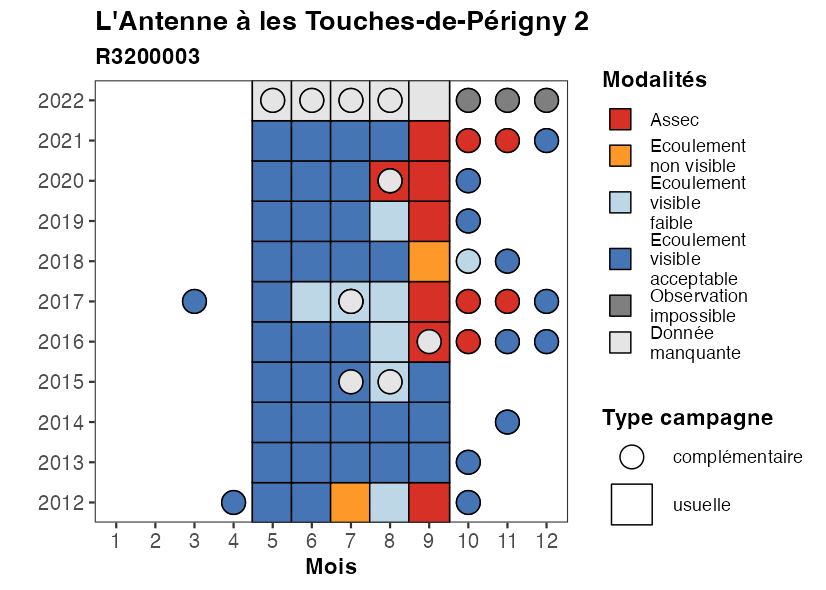 L'Antenne à les Touches-de-Périgny 2
R3200003
2022
2021
2020
2019
2018
2017
2016
2015
2014
2013
2012
1 2 3 4 5 6 7 8 9 10 11 12
Mois
Modalités
Assec
Ecoulement
non visible
Ecoulement
visible
faible
Ecoulement
visible
acceptable
Observation
impossible
Donnée
manquante
Type campagne
complémentaire
usuelle